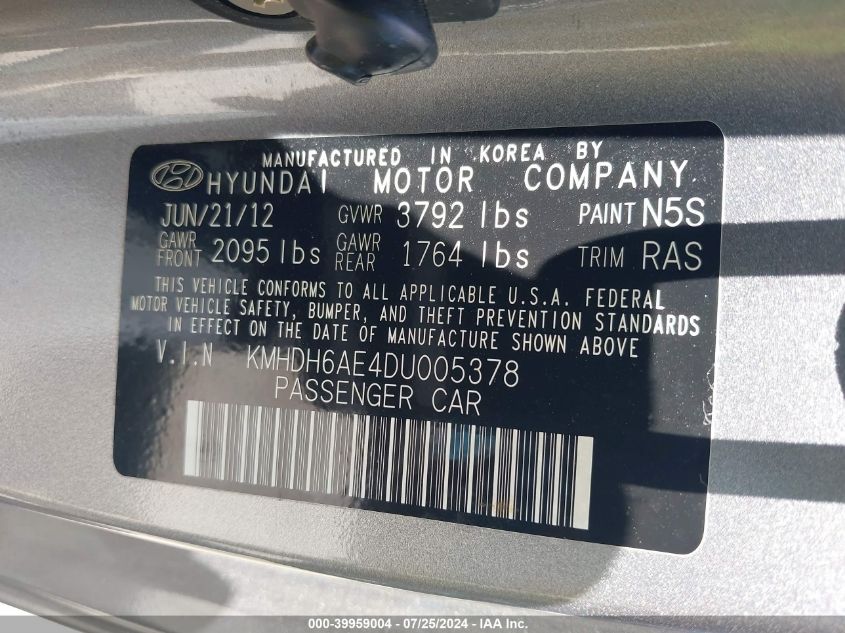 MANUFACTURED IN KOREA BY
HYUNDAI MOTOR COMPANY
JUN/21/12 GVWR 3792 lbs PAINT N5S
GAWR FRONT 2095 lbs GAWR REAR 1764 lbs TRIM RAS
THIS VEHICLE CONFORMS TO ALL APPLICABLE U.S.A. FEDERAL
MOTOR VEHICLE SAFETY, BUMPER, AND THEFT PREVENTION STANDARDS
IN EFFECT ON THE DATE OF MANUFACTURE SHOWN ABOVE
V.I.N KMHDH6AE4DU005378
PASSENGER CAR
000-39959004 - 07/25/2024 - IAA Inc.